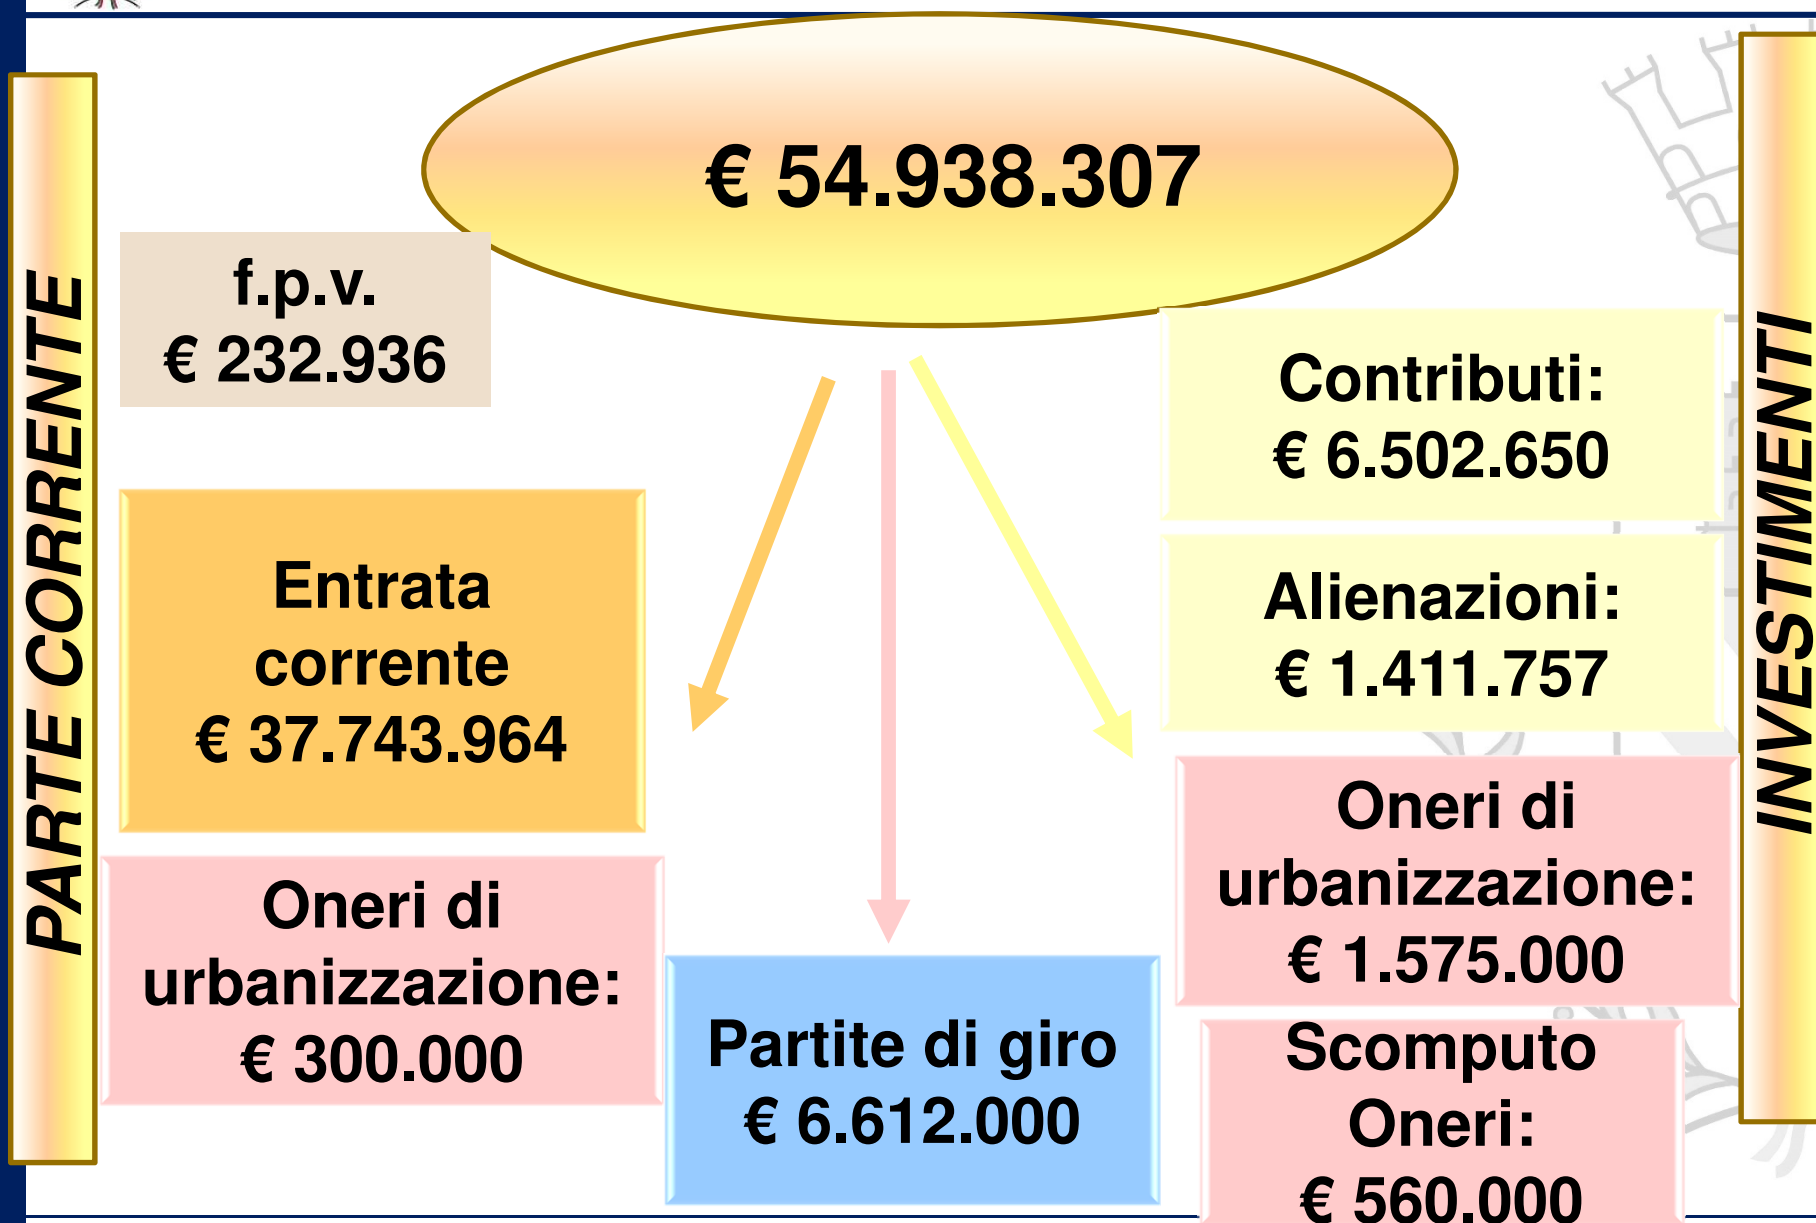 € 54.938.307
PARTE CORRENTE
f.p.v.
€ 232.936
Entrata
corrente
€ 37.743.964
Oneri di
urbanizzazione:
€ 300.000
Partite di giro
€ 6.612.000
Contributi:
€ 6.502.650
Alienazioni:
€ 1.411.757
Oneri di
urbanizzazione:
€ 1.575.000
Scomputo
Oneri:
€ 560.000
INVESTIMENTI